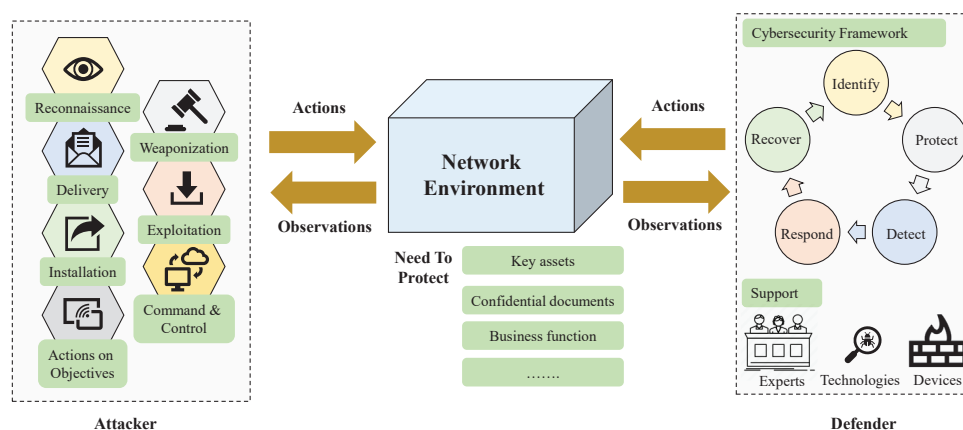 Reconnaissance
Weaponization
Delivery
Exploitation
Installation
Command &
Control
Actions on
Objectives
Attacker
Actions
Observations
Network
Environment
Need To
Protect
Key assets
Confidential documents
Business function
…….
Actions
Observations
Cybersecurity Framework
Identify
Protect
Detect
Respond
Recover
Support
Experts
Technologies
Devices
Defender